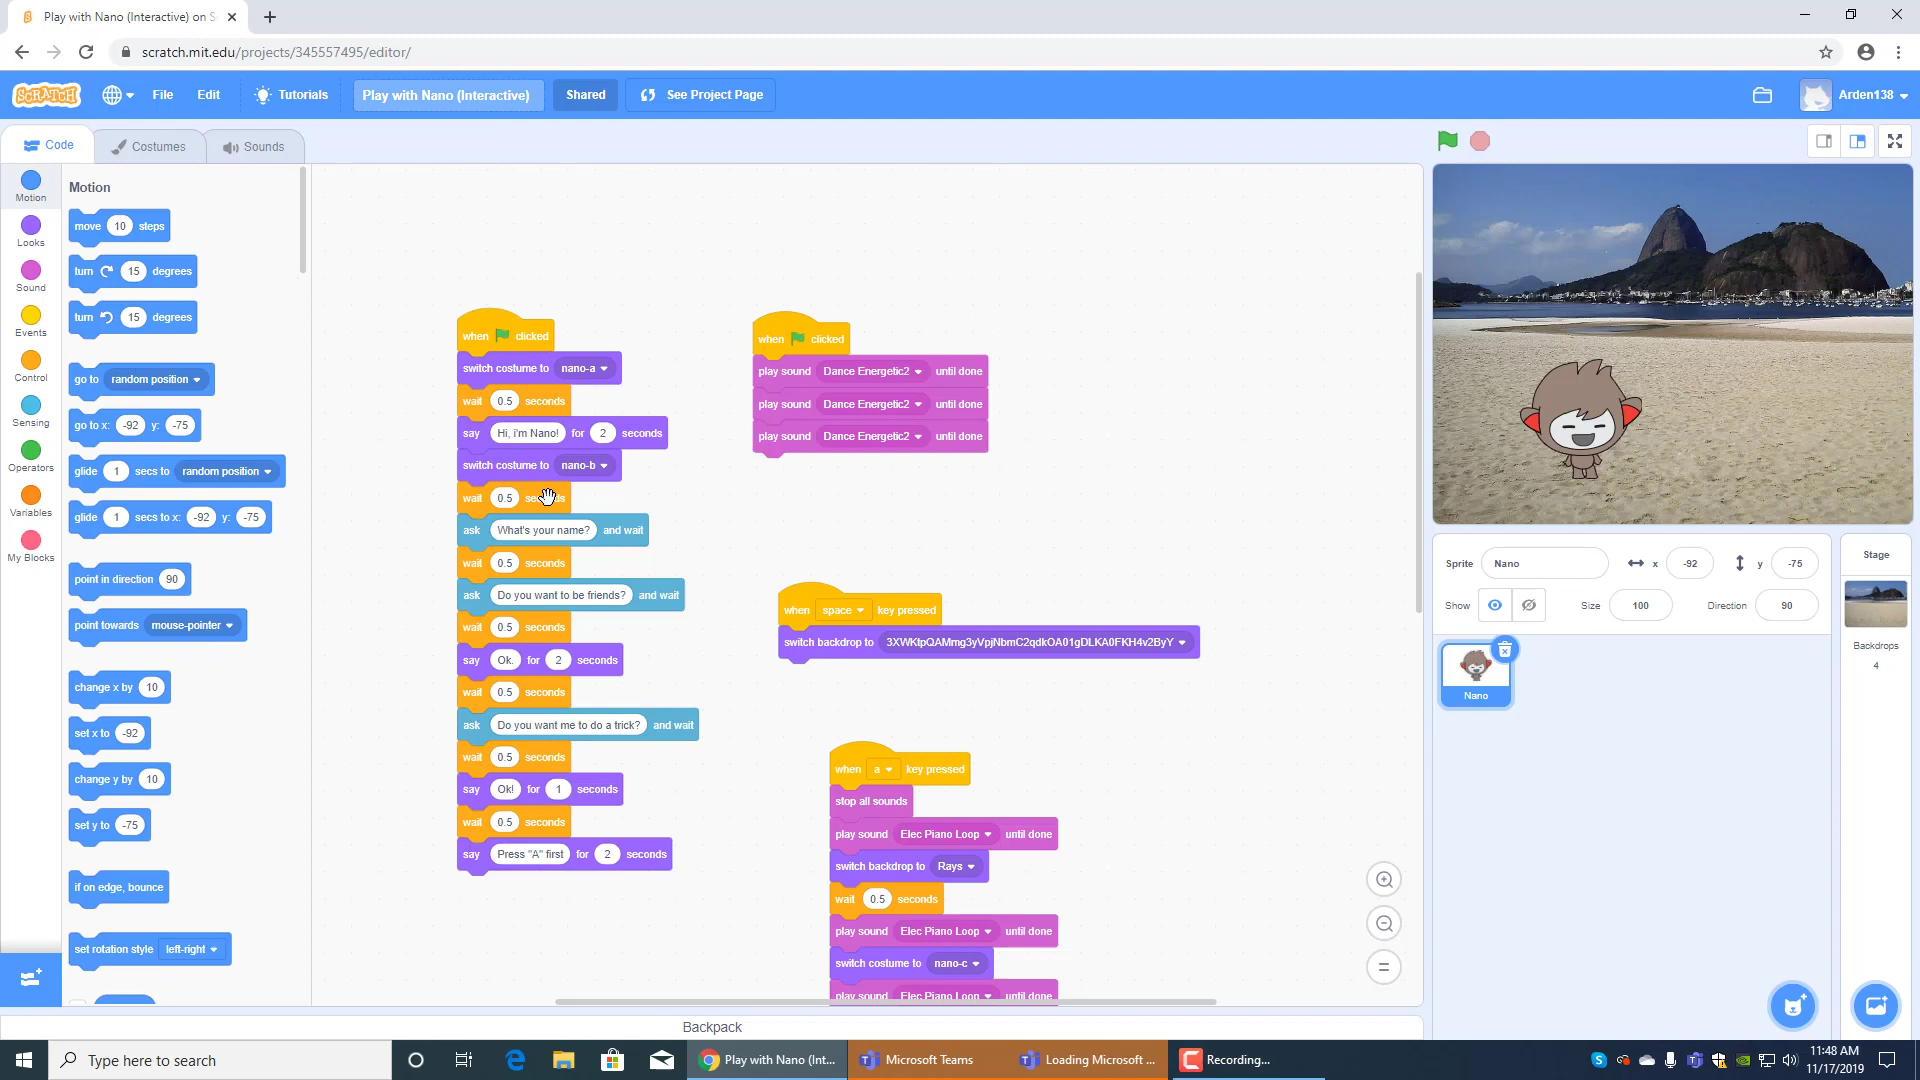 Play with Nano (Interactive) on S
scratch.mit.edu/projects/345557495/editor/
SCRATCH File Edit Tutorials Play with Nano (Interactive) Shared See Project Page Arden138
Code Costumes Sounds
Motion
Looks
Sound
Events
Control
Sensing
Operators
Variables
My Blocks
Motion
move 10 steps
turn 15 degrees
turn 15 degrees
go to random position
go to x: -92 y: -75
glide 1 secs to random position
glide 1 secs to x: -92 y: -75
point in direction 90
point towards mouse-pointer
change x by 10
set x to -92
change y by 10
set y to -75
if on edge, bounce
set rotation style left-right
when clicked
switch costume to nano-a
wait 0.5 seconds
say Hi, i'm Nano! for 2 seconds
switch costume to nano-b
wait 0.5 seconds
ask What's your name? and wait
wait 0.5 seconds
ask Do you want to be friends? and wait
wait 0.5 seconds
say Ok. for 2 seconds
wait 0.5 seconds
ask Do you want me to do a trick? and wait
wait 0.5 seconds
say Ok! for 1 seconds
wait 0.5 seconds
say Press "A" first for 2 seconds
when clicked
play sound Dance Energetic2 until done
play sound Dance Energetic2 until done
play sound Dance Energetic2 until done
when space key pressed
switch backdrop to 3XWKtpQAMmg3yVpjNbmC2qdkOA01gDLKA0FKH4v2ByY
when a key pressed
stop all sounds
play sound Elec Piano Loop until done
switch backdrop to Rays
wait 0.5 seconds
play sound Elec Piano Loop until done
switch costume to nano-c
play sound Elec Piano Loop until done
Sprite Nano x -92 y -75
Show Size 100 Direction 90
Nano
Stage
Backdrops
4
Backpack
Type here to search
Play with Nano (Int...
Microsoft Teams
Loading Microsoft ...
Recording...
11:48 AM
11/17/2019